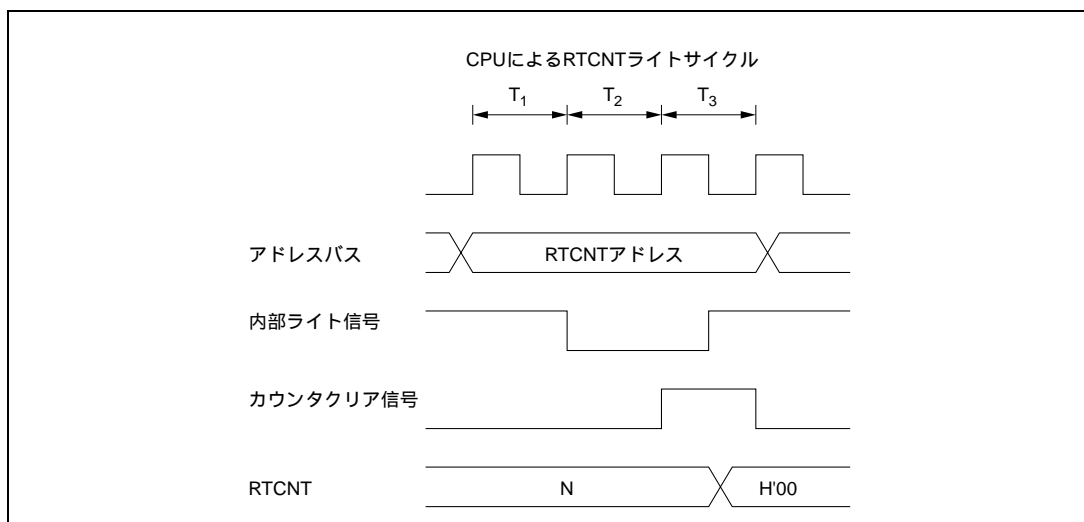 CPUによるRTCNTライトサイクル
T1 T2 T3
アドレスバス RTCNTアドレス
内部ライト信号
カウンタクリア信号
RTCNT N H'00